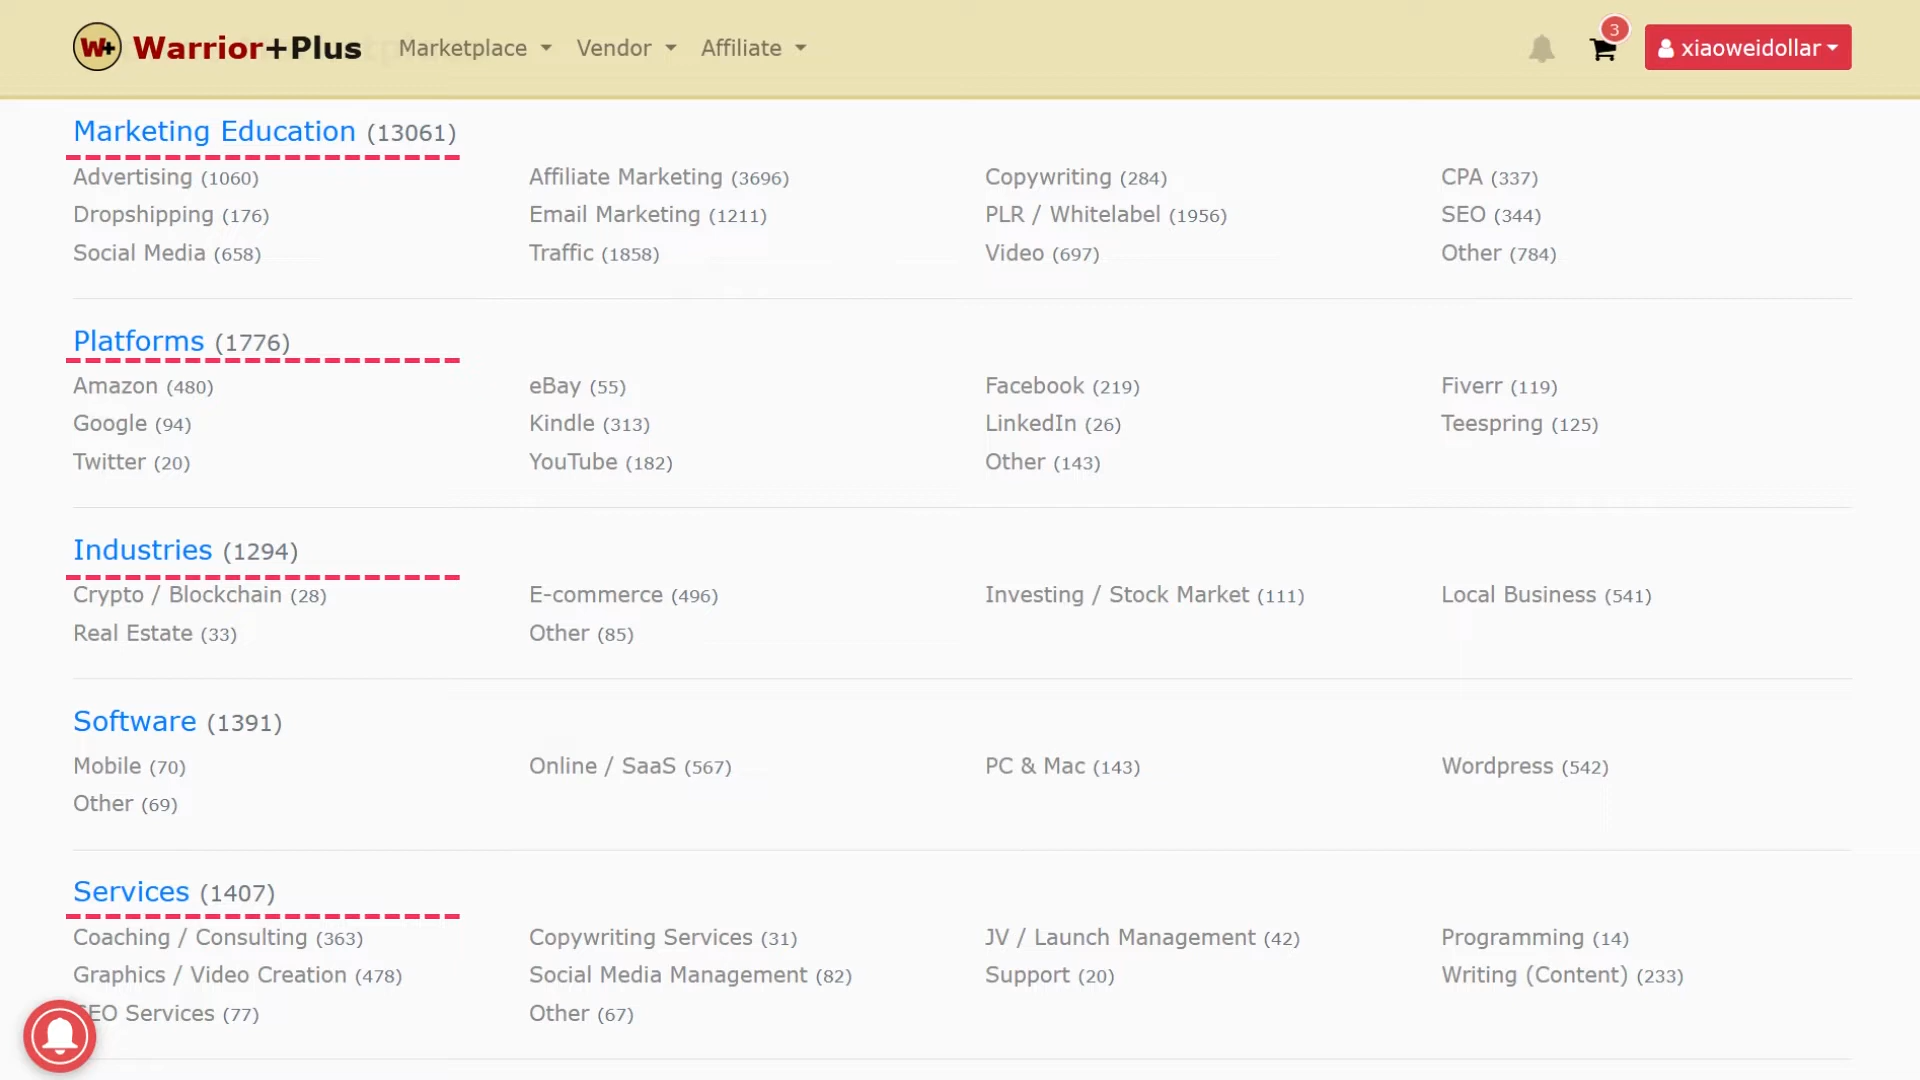 W+ Warrior+Plus Marketplace Vendor Affiliate 3 xiaoweidollar
Marketing Education (13061)
Advertising (1060) Affiliate Marketing (3696) Copywriting (284) CPA (337)
Dropshipping (176) Email Marketing (1211) PLR / Whitelabel (1956) SEO (344)
Social Media (658) Traffic (1858) Video (697) Other (784)
Platforms (1776)
Amazon (480) eBay (55) Facebook (219) Fiverr (119)
Google (94) Kindle (313) LinkedIn (26) Teespring (125)
Twitter (20) YouTube (182) Other (143)
Industries (1294)
Crypto / Blockchain (28) E-commerce (496) Investing / Stock Market (111) Local Business (541)
Real Estate (33) Other (85)
Software (1391)
Mobile (70) Online / SaaS (567) PC & Mac (143) Wordpress (542)
Other (69)
Services (1407)
Coaching / Consulting (363) Copywriting Services (31) JV / Launch Management (42) Programming (14)
Graphics / Video Creation (478) Social Media Management (82) Support (20) Writing (Content) (233)
SEO Services (77) Other (67)